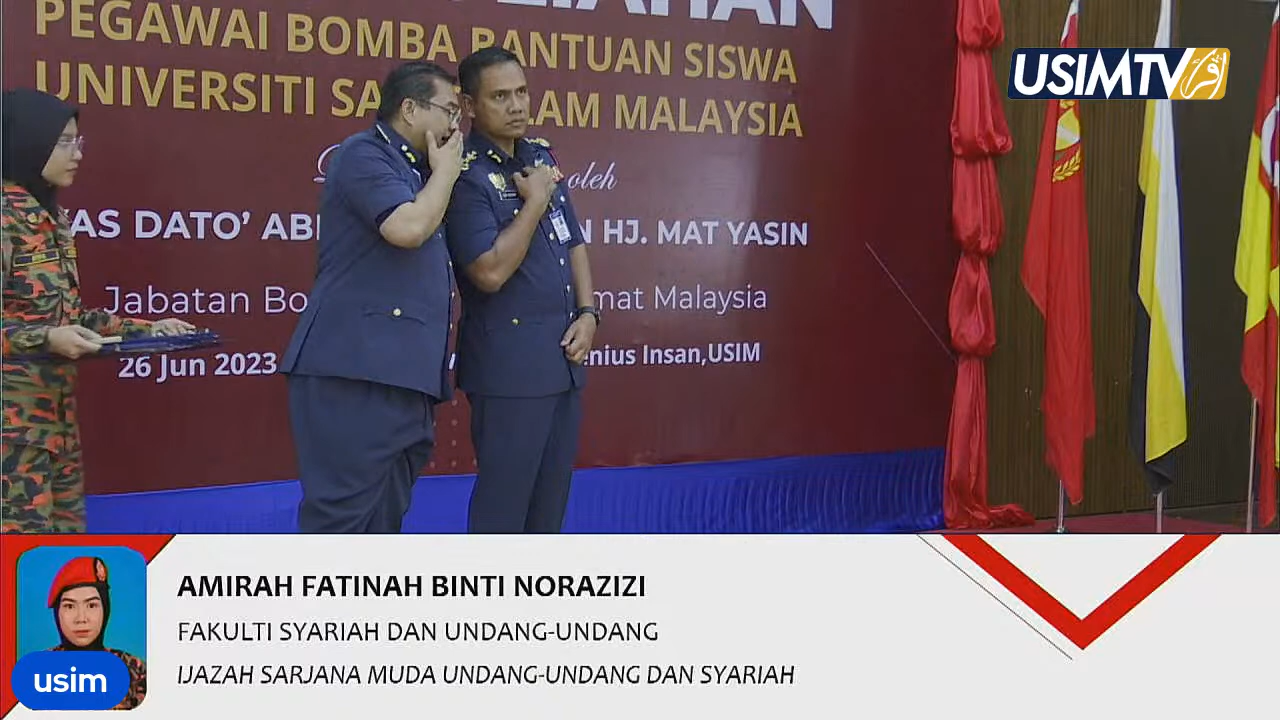 PEGAWAI BOMBA BANTUAN SISWA
UNIVERSITI SA LAM MALAYSIA
oleh
YAS DATO' AB N HJ. MAT YASIN
Jabatan Bo mat Malaysia
26 Jun 2023 enius Insan,USIM
USIMTV
AMIRAH FATINAH BINTI NORAZIZI
FAKULTI SYARIAH DAN UNDANG-UNDANG
IJAZAH SARJANA MUDA UNDANG-UNDANG DAN SYARIAH
usim